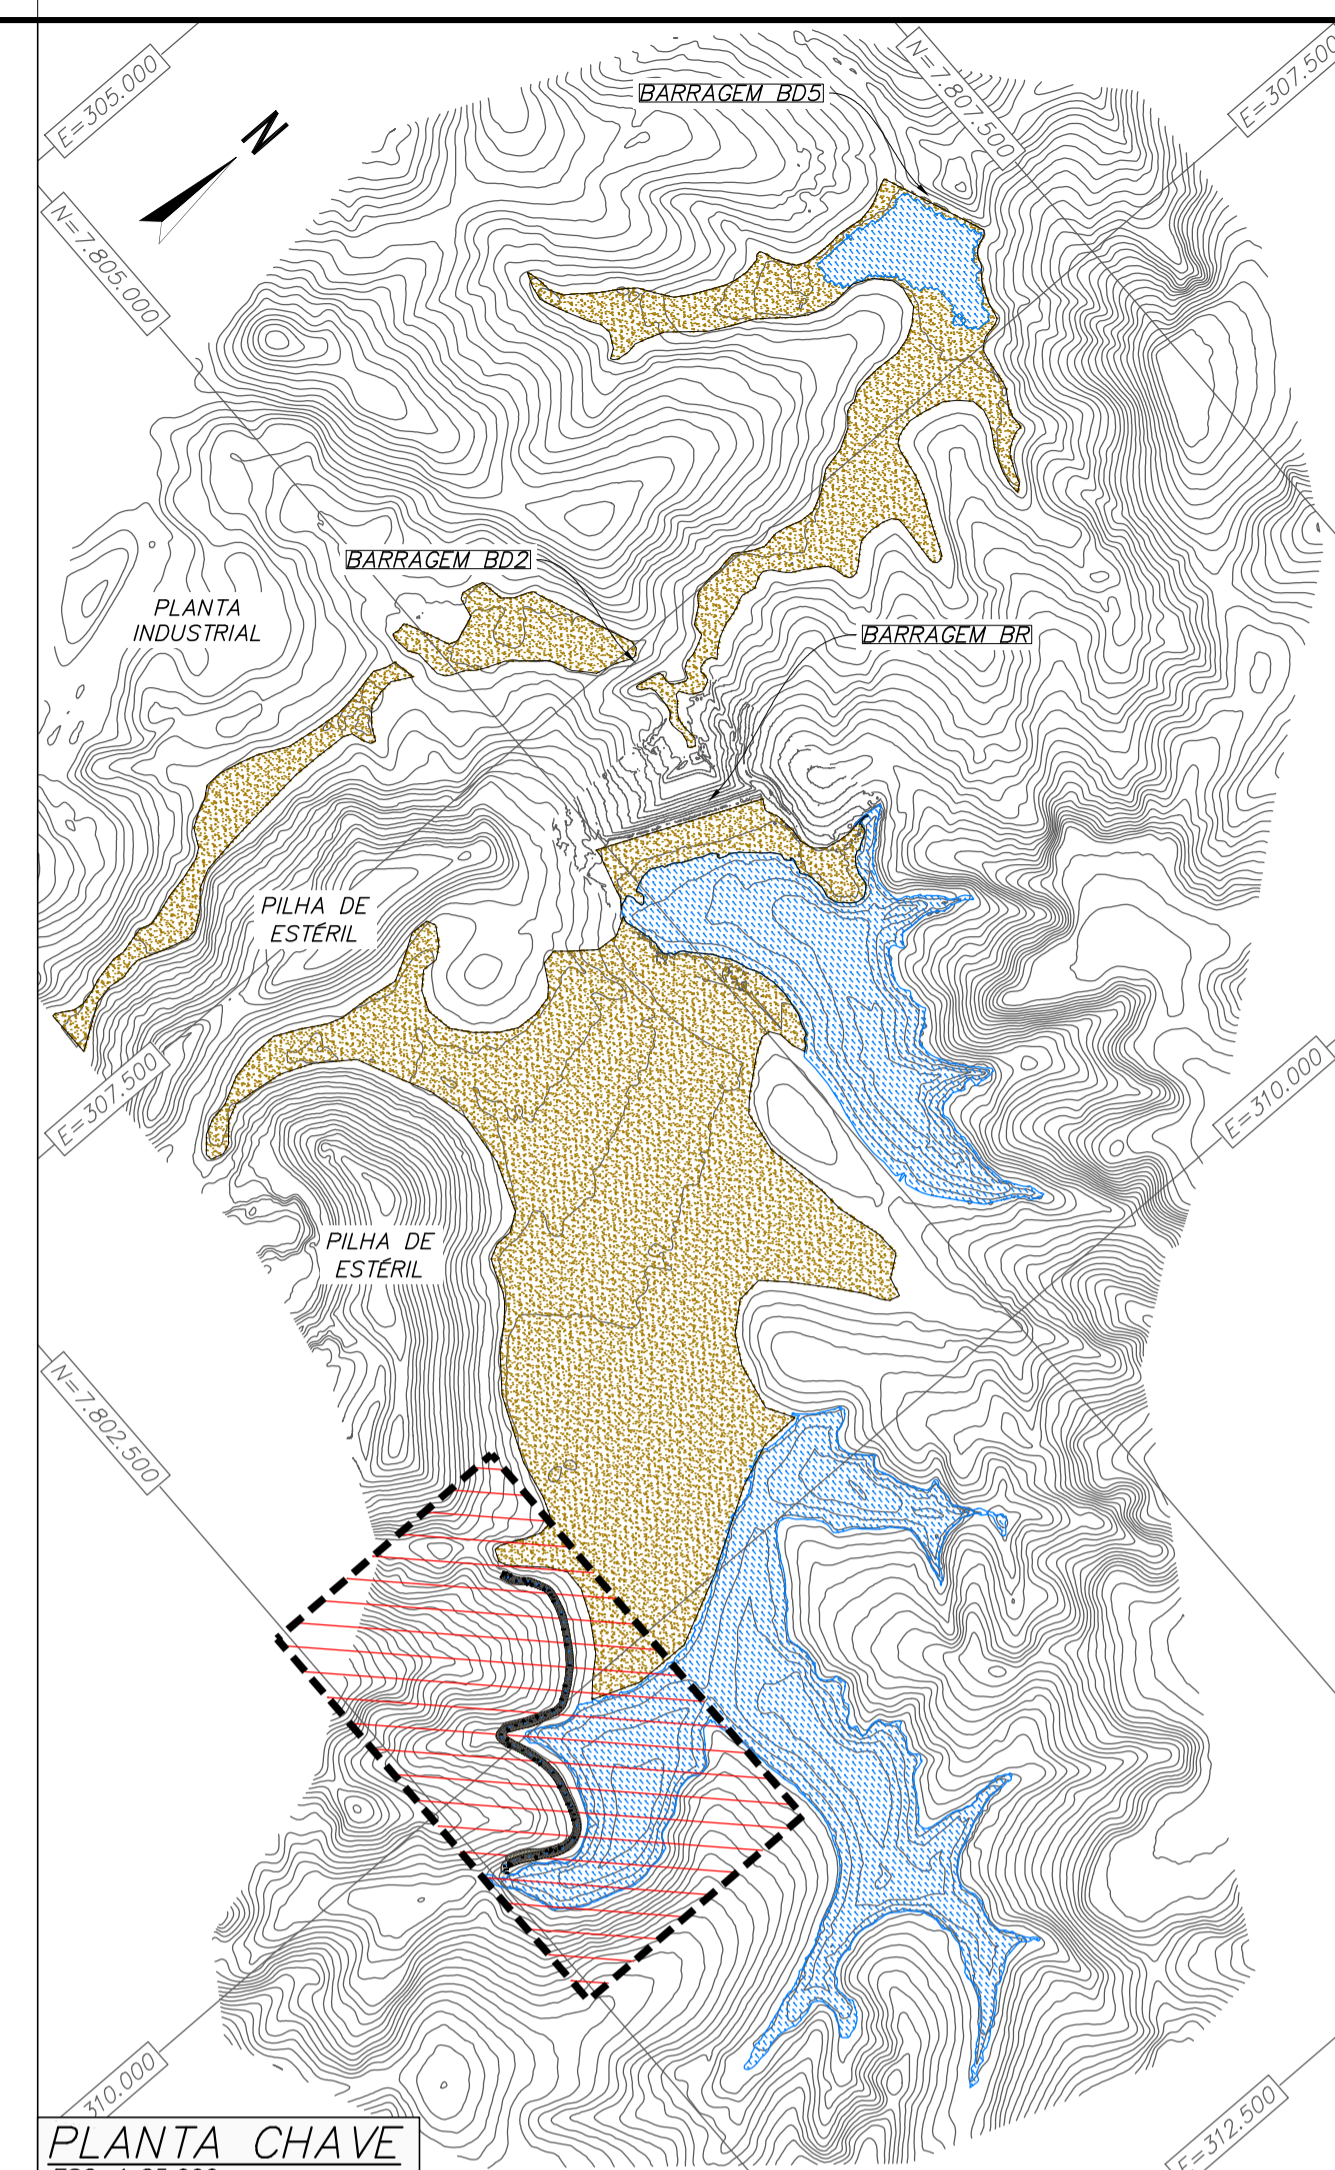 E=305.000
N=7.807.500
E=307.500
BARRAGEM BD5
N
N=7.805.000
BARRAGEM BD2
PLANTA
INDUSTRIAL
BARRAGEM BR
PILHA DE
ESTÉRIL
E=307.500
E=310.000
PILHA DE
ESTÉRIL
N=7.802.500
310.000
E=312.500
PLANTA CHAVE